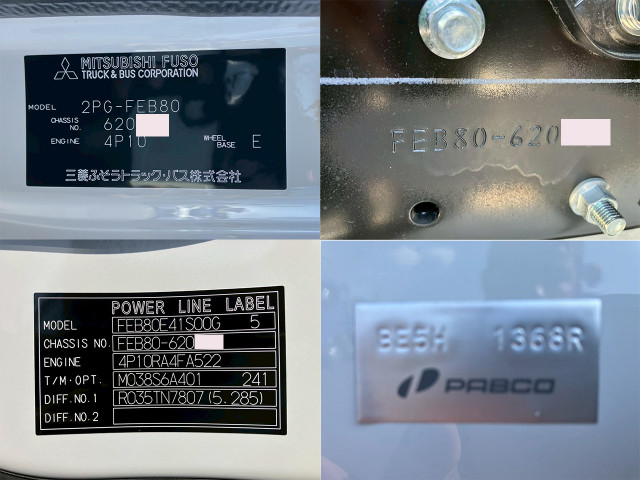 MITSUBISHI FUSO
TRUCK & BUS CORPORATION
MODEL 2PG-FEB80
CHASSIS NO. 620
ENGINE 4P10 WHEEL BASE E
三菱ふそうトラック・バス株式会社
FEB80-620
POWER LINE LABEL
MODEL FEB80E41S00G 5
CHASSIS NO. FEB80-620
ENGINE 4P10RA4FA522
T/M・OPT. M038S6A401 241
DIFF.NO.1 R035TN7807(5.285)
DIFF.NO.2
BE5H 1368R
PABCO